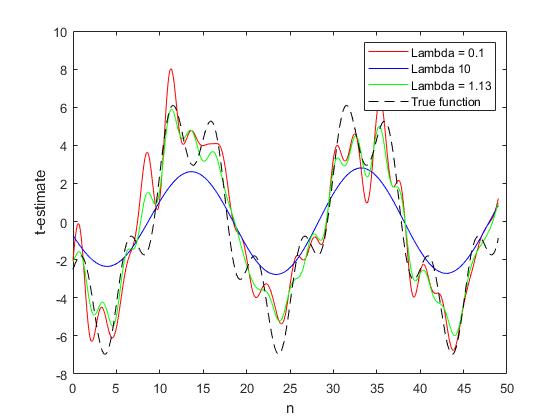 10
8
6
4
2
0
-2
-4
-6
-8
0 5 10 15 20 25 30 35 40 45 50
t-estimate
n
Lambda = 0.1
Lambda 10
Lambda = 1.13
True function